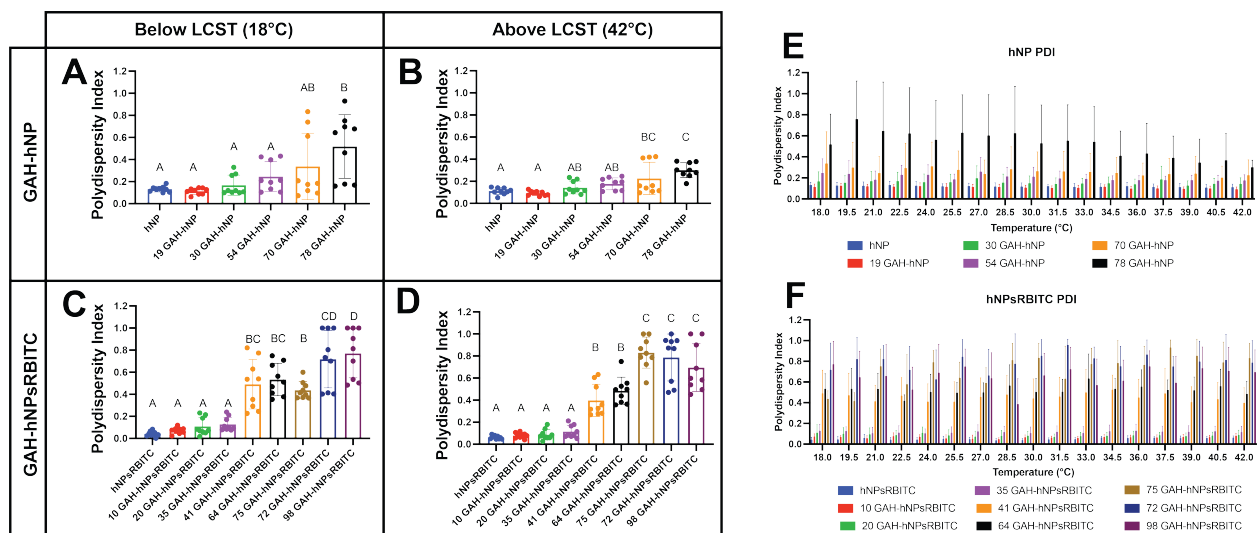 Below LCST (18°C)
Above LCST (42°C)
GAH-hNP
GAH-hNPsRBITC
A
Polydispersity Index
1.2
1.0
0.8
0.6
0.4
0.2
0.0
A
A
A
A
AB
B
hNP
19 GAH-hNP
30 GAH-hNP
54 GAH-hNP
70 GAH-hNP
78 GAH-hNP
B
Polydispersity Index
1.2
1.0
0.8
0.6
0.4
0.2
0.0
A
A
AB
AB
BC
C
hNP
19 GAH-hNP
30 GAH-hNP
54 GAH-hNP
70 GAH-hNP
78 GAH-hNP
C
Polydispersity Index
1.2
1.0
0.8
0.6
0.4
0.2
0.0
A
A
A
A
BC
BC
B
CD
D
hNPsRBITC
10 GAH-hNPsRBITC
20 GAH-hNPsRBITC
35 GAH-hNPsRBITC
41 GAH-hNPsRBITC
64 GAH-hNPsRBITC
75 GAH-hNPsRBITC
72 GAH-hNPsRBITC
98 GAH-hNPsRBITC
D
Polydispersity Index
1.2
1.0
0.8
0.6
0.4
0.2
0.0
A
A
A
A
B
B
C
C
C
hNPsRBITC
10 GAH-hNPsRBITC
20 GAH-hNPsRBITC
35 GAH-hNPsRBITC
41 GAH-hNPsRBITC
64 GAH-hNPsRBITC
75 GAH-hNPsRBITC
72 GAH-hNPsRBITC
98 GAH-hNPsRBITC
E
hNP PDI
Polydispersity Index
1.2
1.0
0.8
0.6
0.4
0.2
0.0
18.0 19.5 21.0 22.5 24.0 25.5 27.0 28.5 30.0 31.5 33.0 34.5 36.0 37.5 39.0 40.5 42.0
Temperature (°C)
hNP 30 GAH-hNP 70 GAH-hNP
19 GAH-hNP 54 GAH-hNP 78 GAH-hNP
F
hNPsRBITC PDI
Polydispersity Index
1.2
1.0
0.8
0.6
0.4
0.2
0.0
18.0 19.5 21.0 22.5 24.0 25.5 27.0 28.5 30.0 31.5 33.0 34.5 36.0 37.5 39.0 40.5 42.0
Temperature (°C)
hNPsRBITC 35 GAH-hNPsRBITC 75 GAH-hNPsRBITC
10 GAH-hNPsRBITC 41 GAH-hNPsRBITC 72 GAH-hNPsRBITC
20 GAH-hNPsRBITC 64 GAH-hNPsRBITC 98 GAH-hNPsRBITC